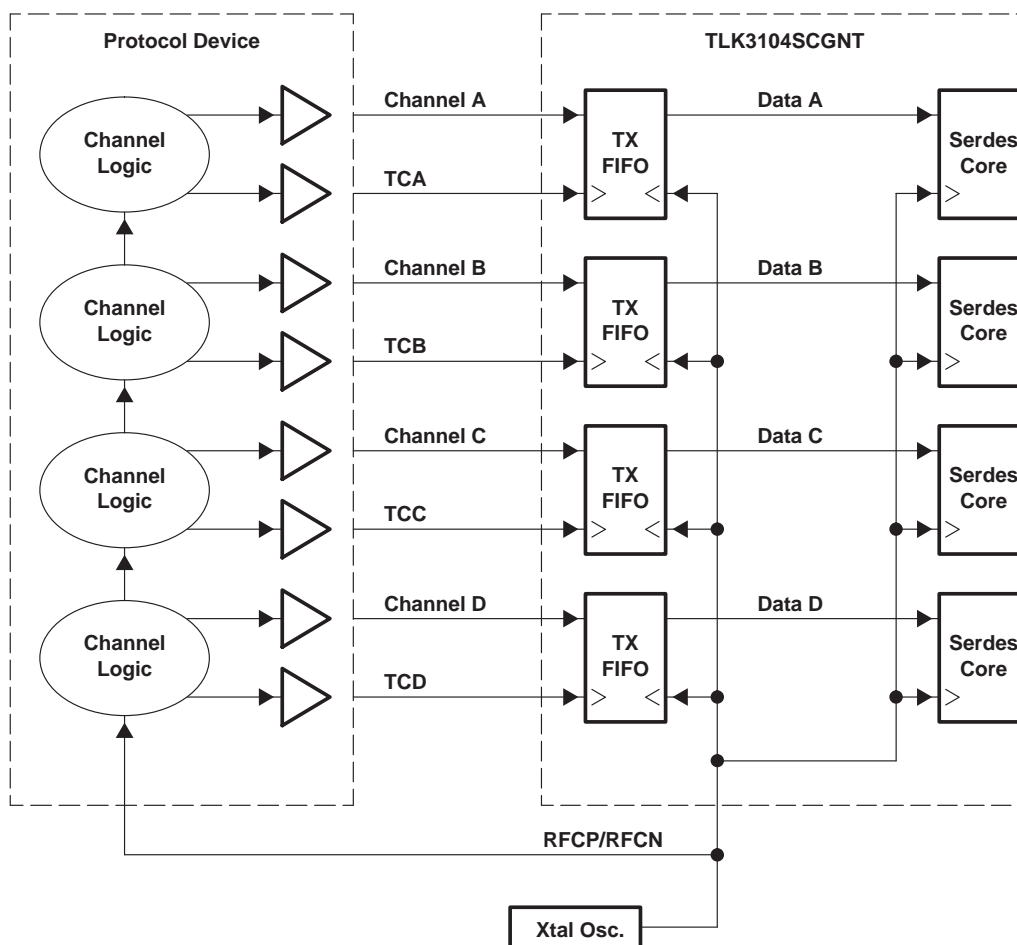 Protocol Device
TLK3104SCGNT
Channel
Logic
Channel A
TCA
TX
FIFO
Data A
Serdes
Core
Channel
Logic
Channel B
TCB
TX
FIFO
Data B
Serdes
Core
Channel
Logic
Channel C
TCC
TX
FIFO
Data C
Serdes
Core
Channel
Logic
Channel D
TCD
TX
FIFO
Data D
Serdes
Core
RFCP/RFCN
Xtal Osc.